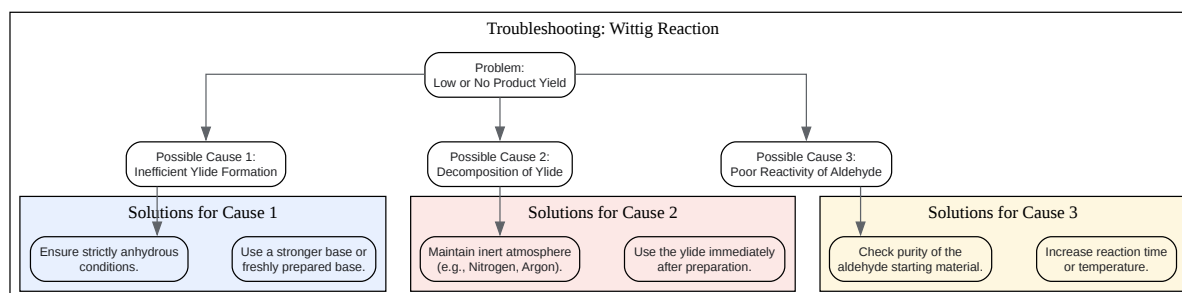 Troubleshooting: Wittig Reaction
Problem:
Low or No Product Yield
Possible Cause 1:
Inefficient Ylide Formation
Possible Cause 2:
Decomposition of Ylide
Possible Cause 3:
Poor Reactivity of Aldehyde
Solutions for Cause 1
Ensure strictly anhydrous
conditions.
Use a stronger base or
freshly prepared base.
Solutions for Cause 2
Maintain inert atmosphere
(e.g., Nitrogen, Argon).
Use the ylide immediately
after preparation.
Solutions for Cause 3
Check purity of the
aldehyde starting material.
Increase reaction time
or temperature.